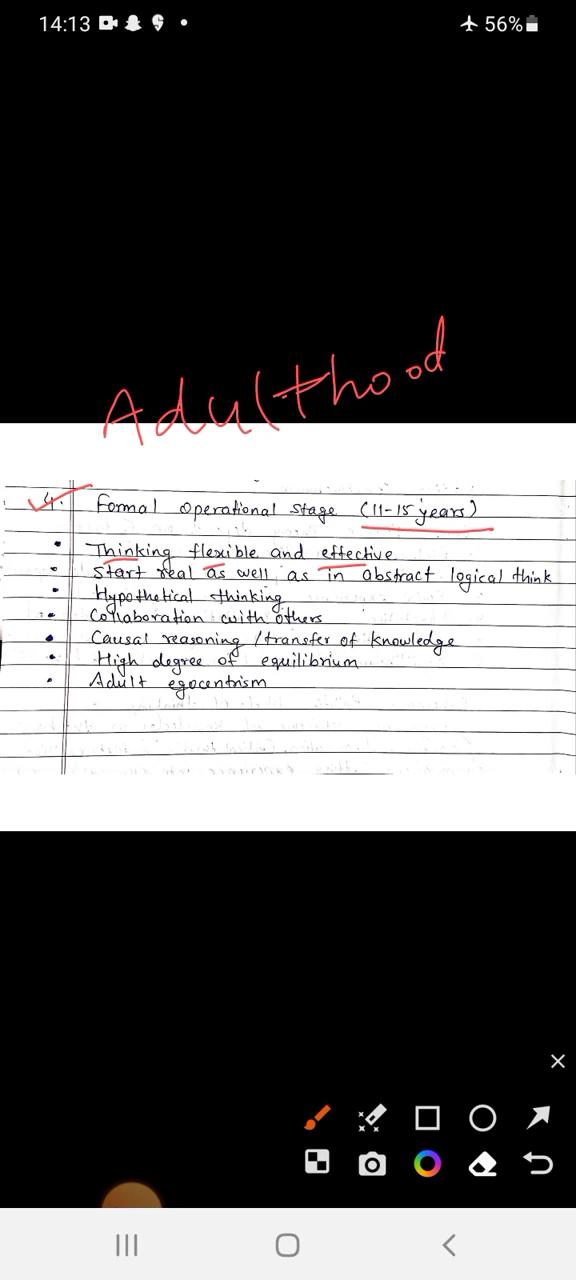 14:13
56%
Adulthood
4. Formal operational stage (11-15 years)
Thinking flexible and effective
Start real as well as in abstract logical think
Hypothetical thinking
Collaboration with others
Causal reasoning / transfer of knowledge
High degree of equilibrium
Adult egocentrism